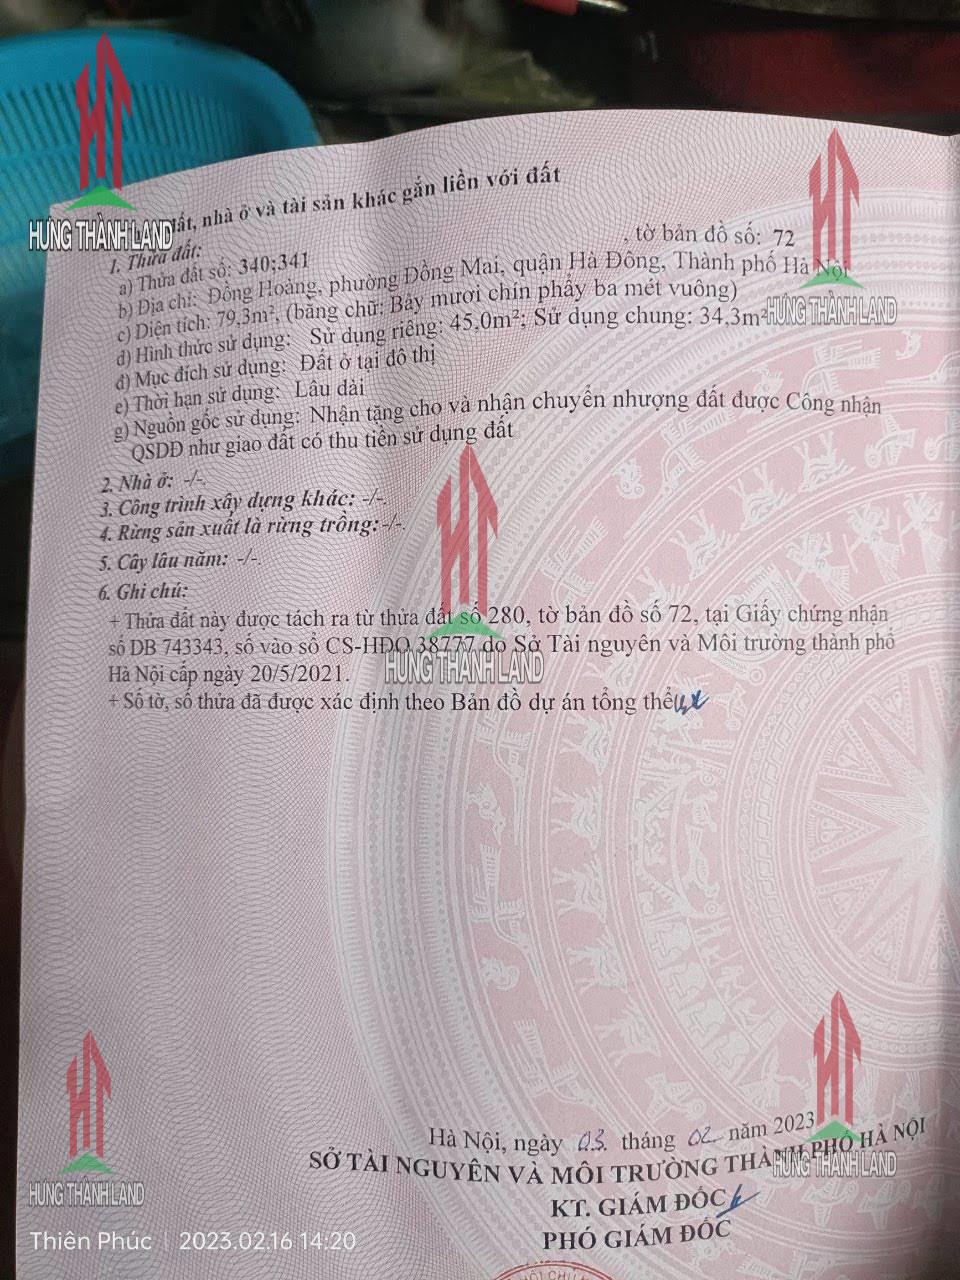 HƯNG THÀNH LAND
đất, nhà ở và tài sản khác gắn liền với đất
1. Thửa đất:
a) Thửa đất số: 340;341 , tờ bản đồ số: 72
b) Địa chỉ: Đồng Hoàng, phường Đồng Mai, quận Hà Đông, Thành phố Hà Nội
c) Diện tích: 79,3m², (bằng chữ: Bảy mươi chín phẩy ba mét vuông)
d) Hình thức sử dụng: Sử dụng riêng: 45,0m²; Sử dụng chung: 34,3m²
HƯNG THÀNH LAND
đ) Mục đích sử dụng: Đất ở tại đô thị
e) Thời hạn sử dụng: Lâu dài
g) Nguồn gốc sử dụng: Nhận tặng cho và nhận chuyển nhượng đất được Công nhận
QSDĐ như giao đất có thu tiền sử dụng đất
2. Nhà ở: -/-.
3. Công trình xây dựng khác: -/-.
4. Rừng sản xuất là rừng trồng:-/-.
5. Cây lâu năm: -/-.
6. Ghi chú:
+ Thửa đất này được tách ra từ thửa đất số 280, tờ bản đồ số 72, tại Giấy chứng nhận
số DB 743343, số vào sổ CS-HĐO 38777 do Sở Tài nguyên và Môi trường thành phố
Hà Nội cấp ngày 20/5/2021.
HƯNG THÀNH LAND
+ Số tờ, số thửa đã được xác định theo Bản đồ dự án tổng thể
Hà Nội, ngày 03 tháng 02 năm 2023
SỞ TÀI NGUYÊN VÀ MÔI TRƯỜNG THÀNH PHỐ HÀ NỘI
HƯNG THÀNH LAND
KT. GIÁM ĐỐC
HƯNG THÀNH LAND
PHÓ GIÁM ĐỐC
Thiên Phúc | 2023.02.16 14:20